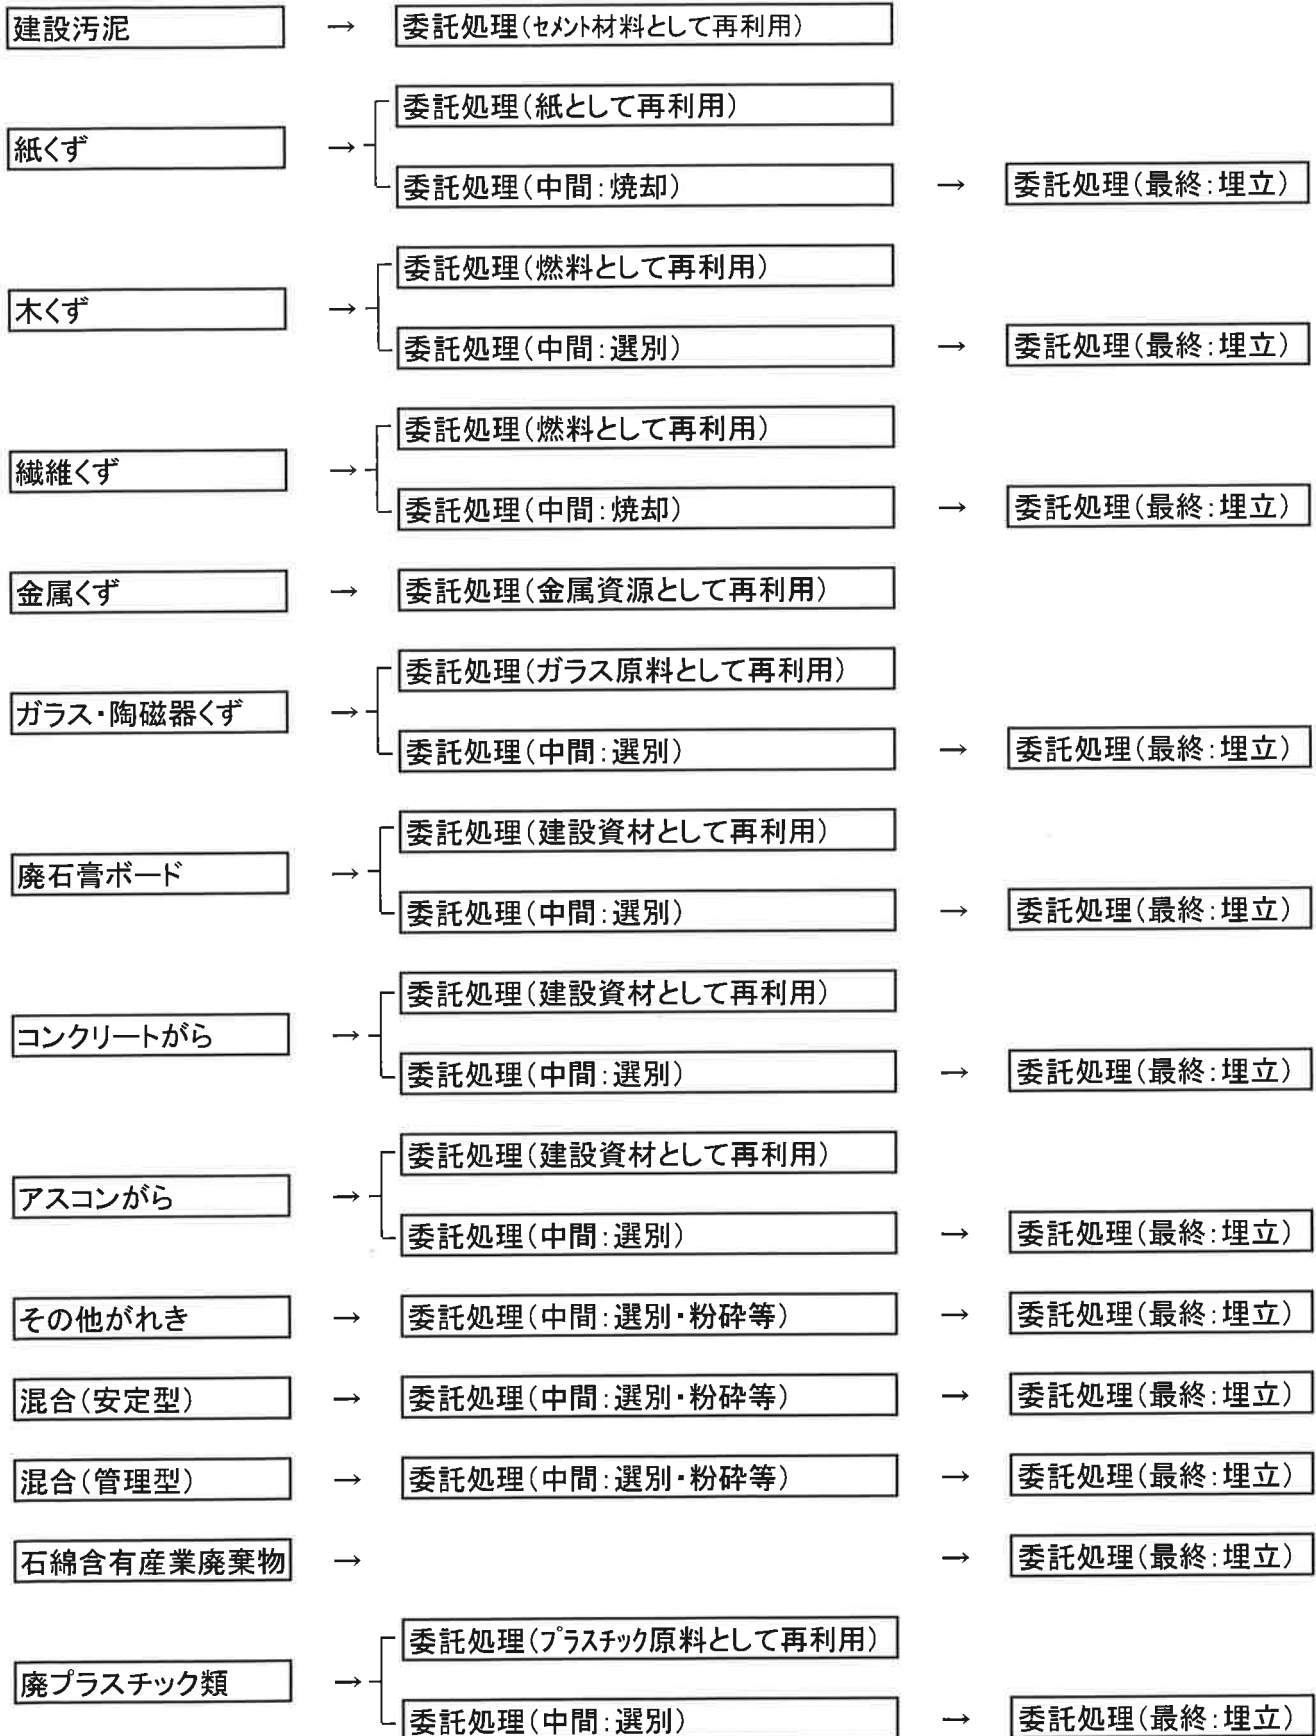 建設汚泥 → 委託処理(セメント材料として再利用)
委託処理(紙として再利用)
紙くず →
委託処理(中間:焼却) → 委託処理(最終:埋立)
委託処理(燃料として再利用)
木くず →
委託処理(中間:選別) → 委託処理(最終:埋立)
委託処理(燃料として再利用)
繊維くず →
委託処理(中間:焼却) → 委託処理(最終:埋立)
金属くず → 委託処理(金属資源として再利用)
委託処理(ガラス原料として再利用)
ガラス・陶磁器くず →
委託処理(中間:選別) → 委託処理(最終:埋立)
委託処理(建設資材として再利用)
廃石膏ボード →
委託処理(中間:選別) → 委託処理(最終:埋立)
委託処理(建設資材として再利用)
コンクリートがら →
委託処理(中間:選別) → 委託処理(最終:埋立)
委託処理(建設資材として再利用)
アスコンがら →
委託処理(中間:選別) → 委託処理(最終:埋立)
その他がれき → 委託処理(中間:選別・粉砕等) → 委託処理(最終:埋立)
混合(安定型) → 委託処理(中間:選別・粉砕等) → 委託処理(最終:埋立)
混合(管理型) → 委託処理(中間:選別・粉砕等) → 委託処理(最終:埋立)
石綿含有産業廃棄物 → → 委託処理(最終:埋立)
委託処理(プラスチック原料として再利用)
廃プラスチック類 →
委託処理(中間:選別) → 委託処理(最終:埋立)